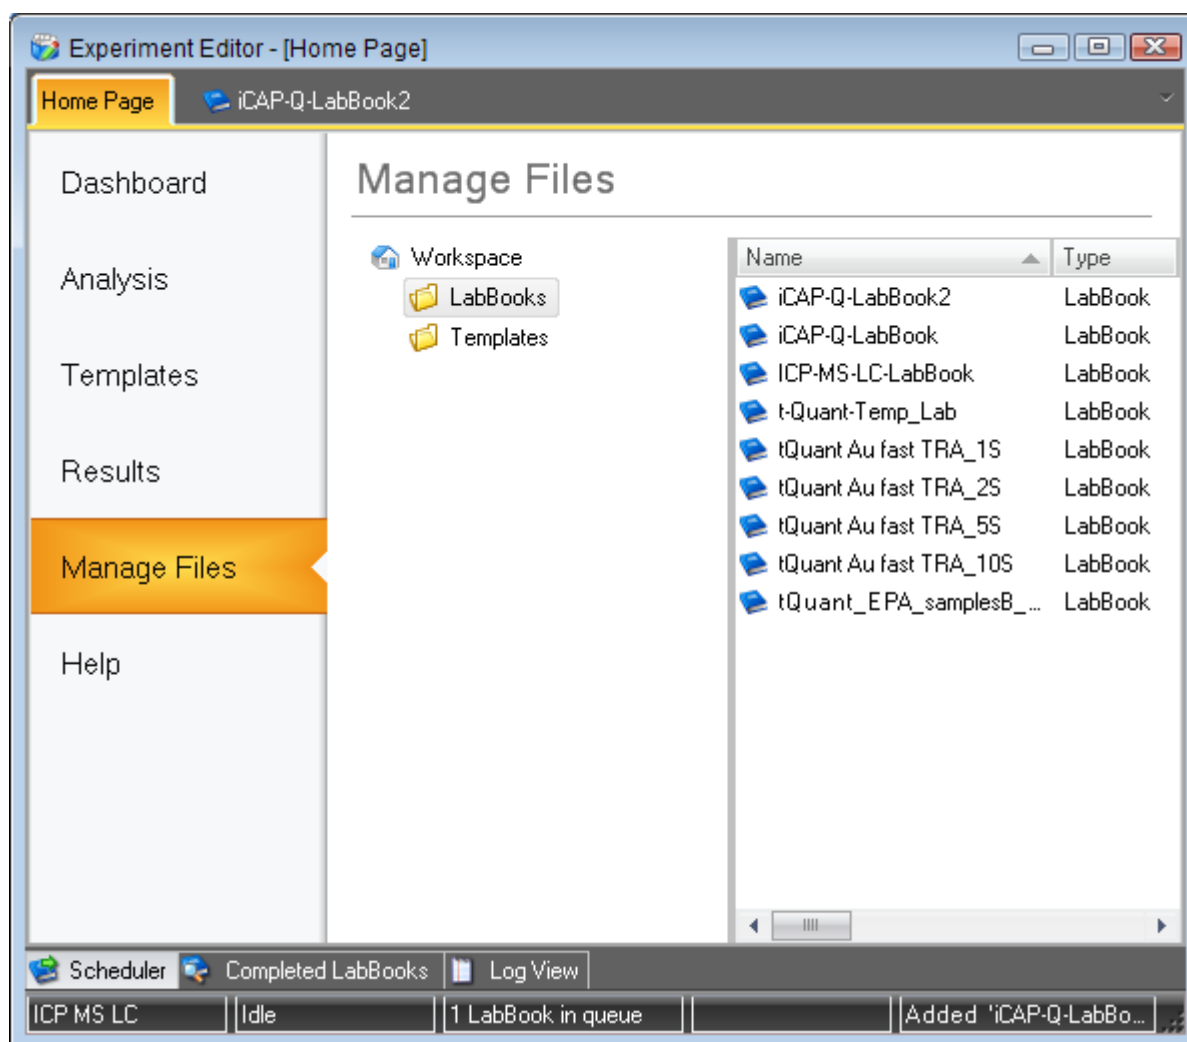 Experiment Editor - [Home Page]
Home Page
iCAP-Q-LabBook2
Dashboard
Analysis
Templates
Results
Manage Files
Help
Manage Files
Workspace
LabBooks
Templates
Name Type
iCAP-Q-LabBook2 LabBook
iCAP-Q-LabBook LabBook
ICP-MS-LC-LabBook LabBook
t-Quant-Temp_Lab LabBook
tQuant Au fast TRA_1S LabBook
tQuant Au fast TRA_2S LabBook
tQuant Au fast TRA_5S LabBook
tQuant Au fast TRA_10S LabBook
tQuant_EPA_samplesB_... LabBook
Scheduler Completed LabBooks Log View
ICP MS LC Idle 1 LabBook in queue Added 'iCAP-Q-LabBo...